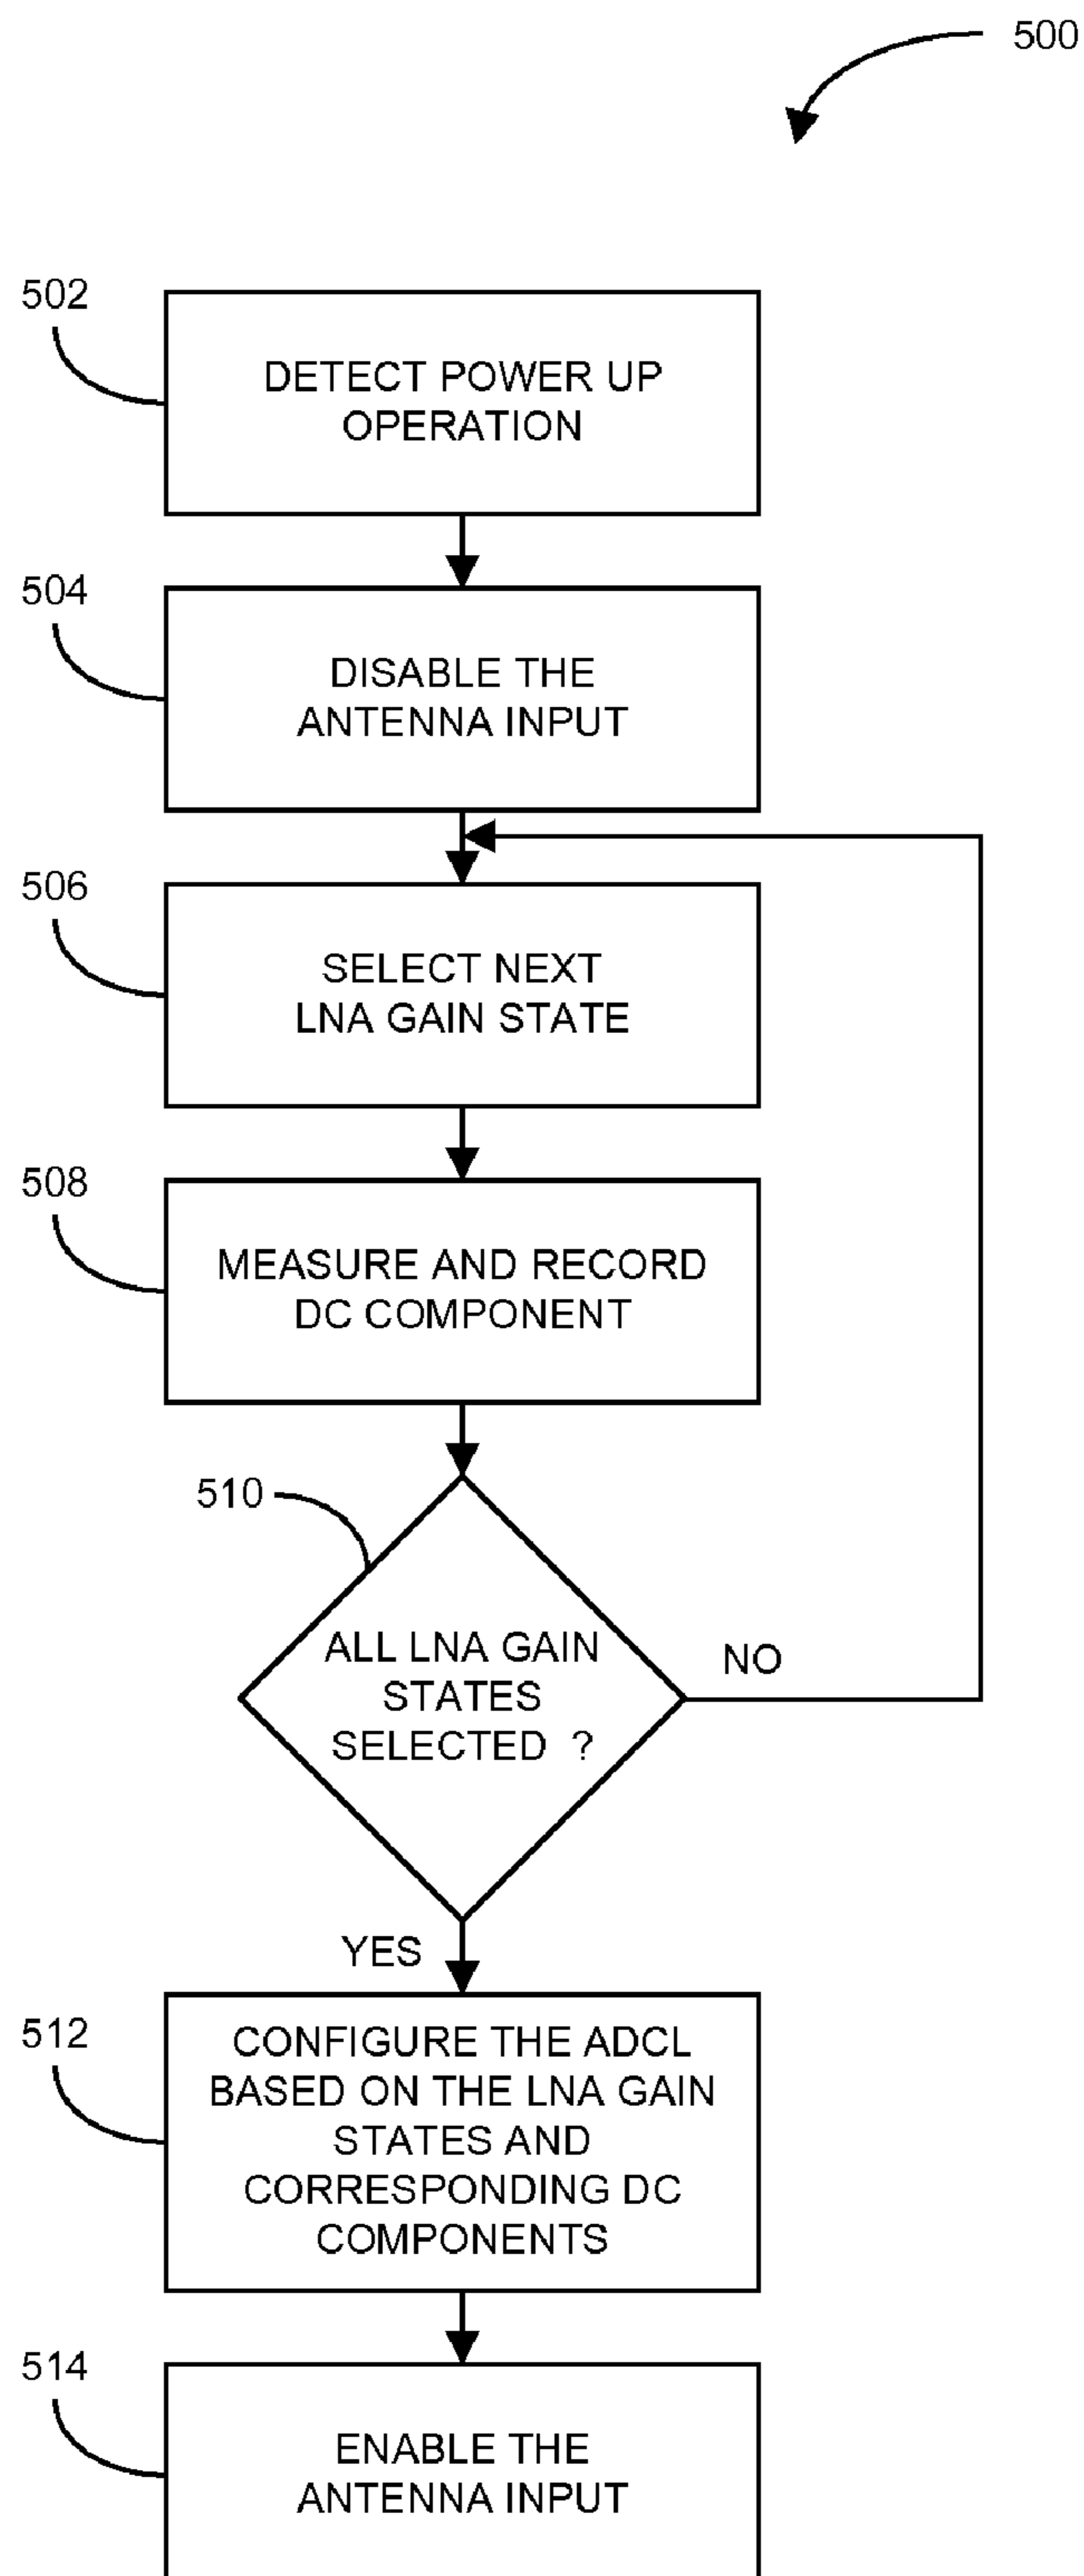 500
502
DETECT POWER UP
OPERATION
504
DISABLE THE
ANTENNA INPUT
506
SELECT NEXT
LNA GAIN STATE
508
MEASURE AND RECORD
DC COMPONENT
510
ALL LNA GAIN
STATES
SELECTED ?
NO
YES
512
CONFIGURE THE ADCL
BASED ON THE LNA GAIN
STATES AND
CORRESPONDING DC
COMPONENTS
514
ENABLE THE
ANTENNA INPUT